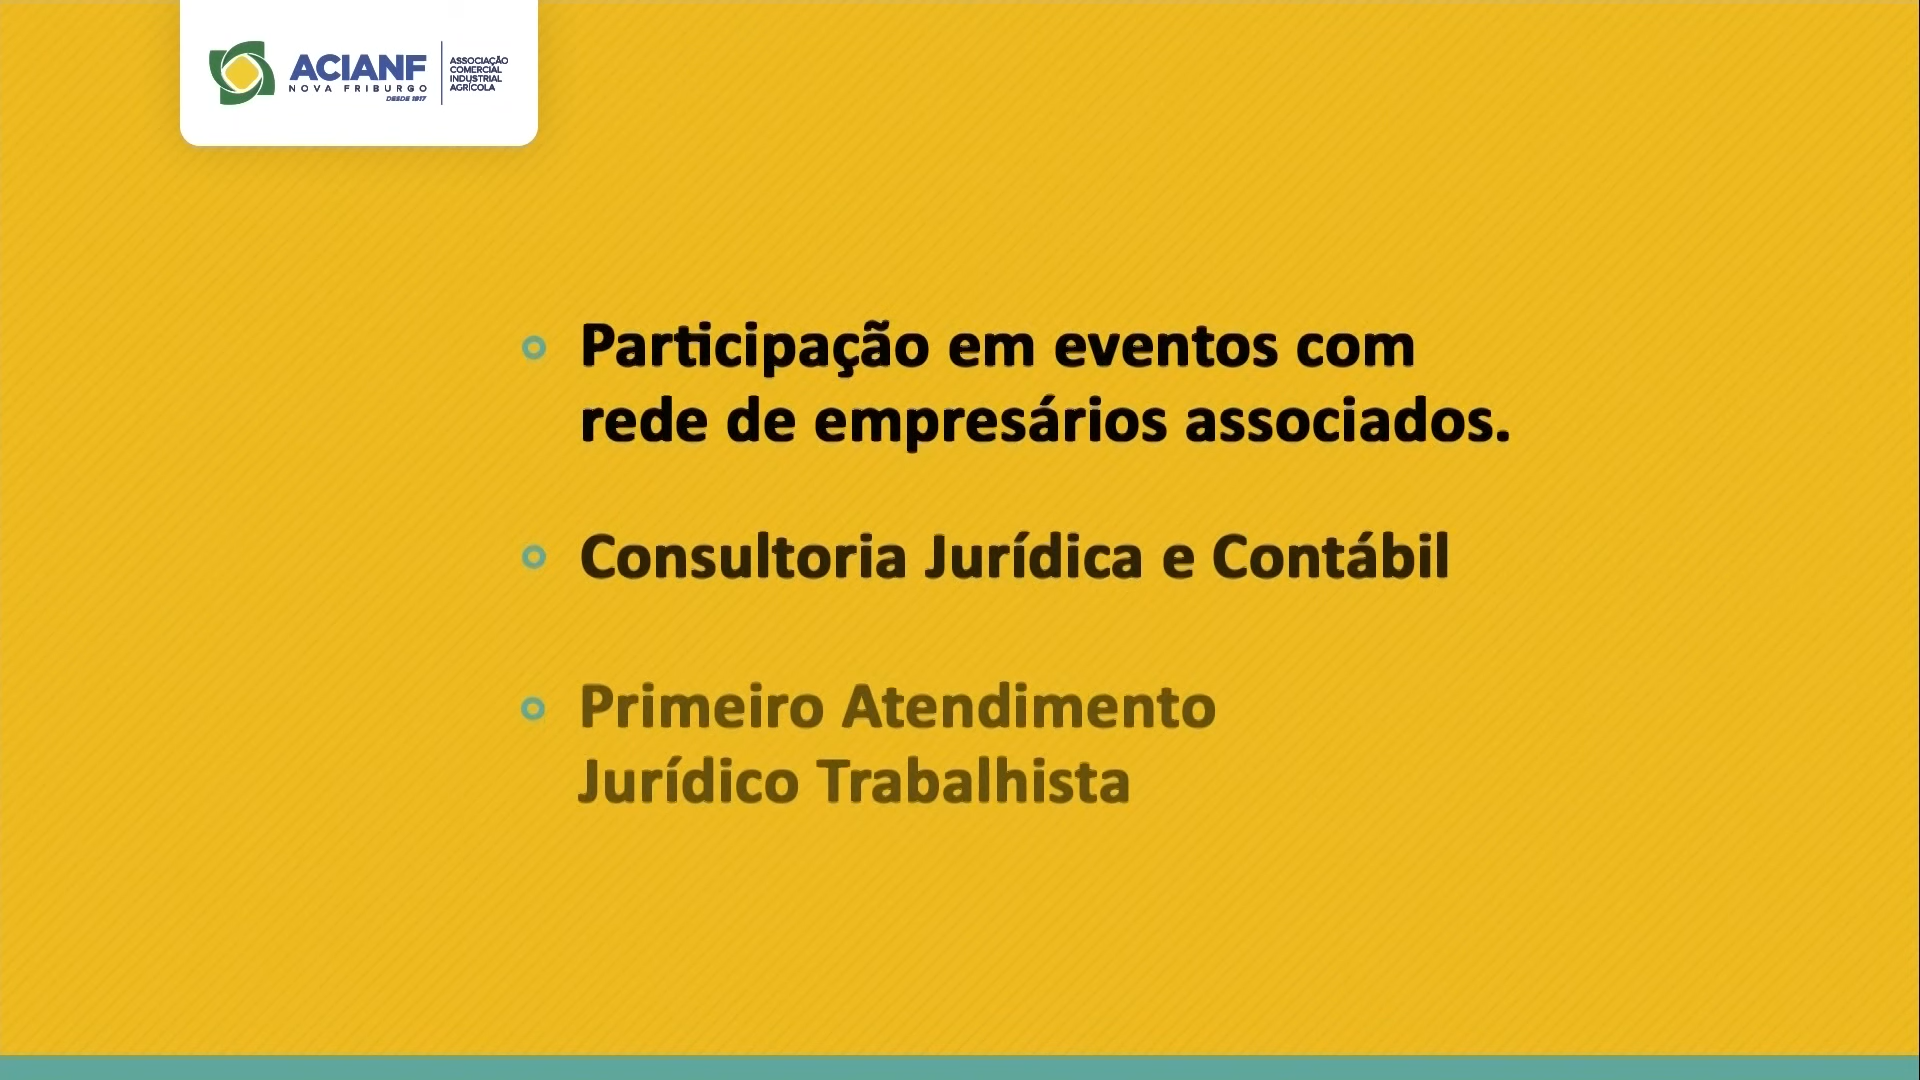 ACIANF
NOVA FRIBURGO
DESDE 1917
ASSOCIAÇÃO
COMERCIAL
INDUSTRIAL
AGRÍCOLA
Participação em eventos com
rede de empresários associados.
Consultoria Jurídica e Contábil
Primeiro Atendimento
Jurídico Trabalhista